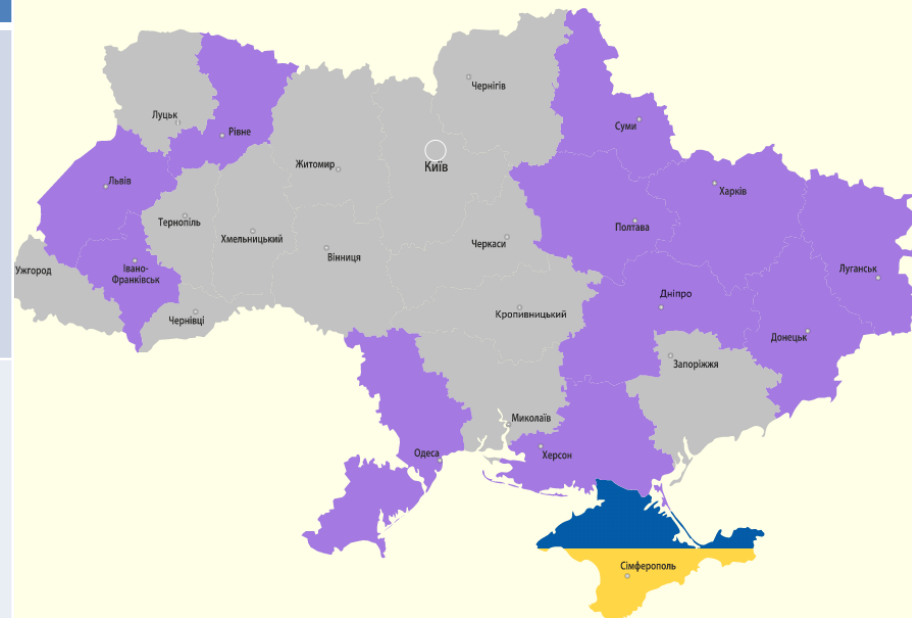 Чернігів
Луцьк
Рівне
Суми
Житомир
Київ
Львів
Харків
Тернопіль
Хмельницький
Черкаси
Полтава
Вінниця
Ужгород
Івано-
Франківськ
Луганськ
Дніпро
Чернівці
Кропивницький
Донецьк
Запоріжжя
Миколаїв
Одеса
Херсон
Сімферополь